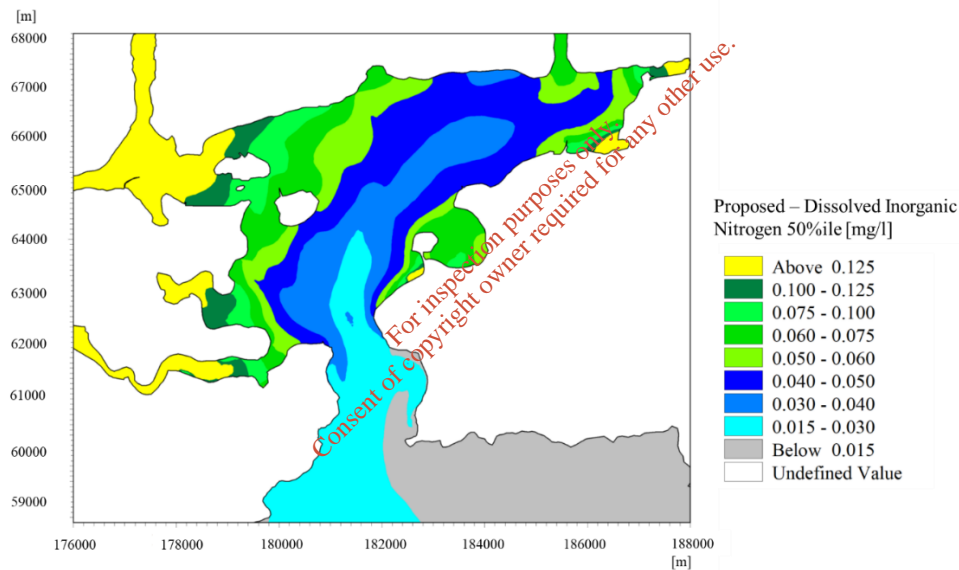 [m]
68000
67000
66000
65000
64000
63000
62000
61000
60000
59000
176000
178000
180000
182000
184000
186000
188000
[m]
For inspection purposes only.
Consent of copyright owner required for any other use.
Proposed – Dissolved Inorganic
Nitrogen 50%ile [mg/l]
Above 0.125
0.100 - 0.125
0.075 - 0.100
0.060 - 0.075
0.050 - 0.060
0.040 - 0.050
0.030 - 0.040
0.015 - 0.030
Below 0.015
Undefined Value